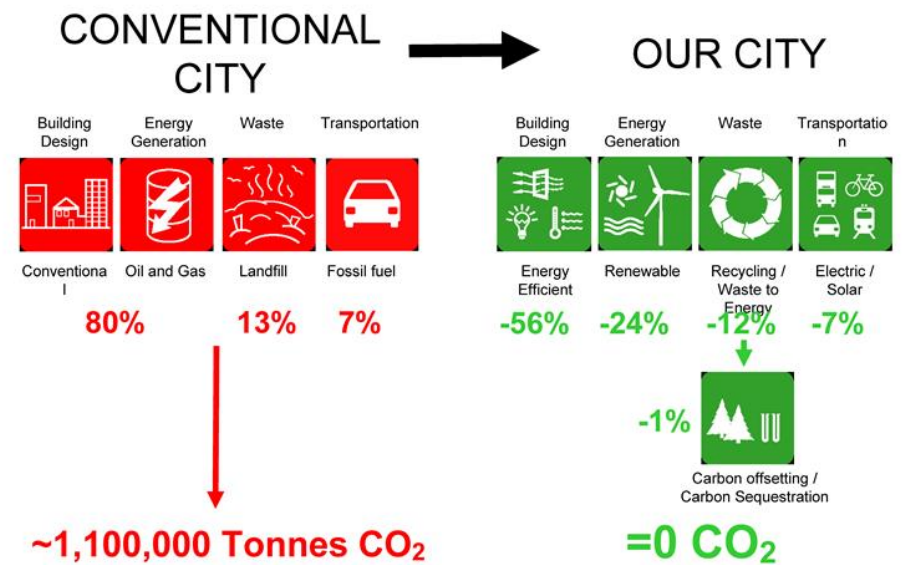 CONVENTIONAL
CITY
OUR CITY
Building
Design
Energy
Generation
Waste
Transportation
Conventiona
l
Oil and Gas
Landfill
Fossil fuel
80%
13%
7%
~1,100,000 Tonnes CO₂
Building
Design
Energy
Generation
Waste
Transportatio
n
Energy
Efficient
Renewable
Recycling /
Waste to
Energy
Electric /
Solar
-56%
-24%
-12%
-7%
-1%
Carbon offsetting /
Carbon Sequestration
=0 CO₂